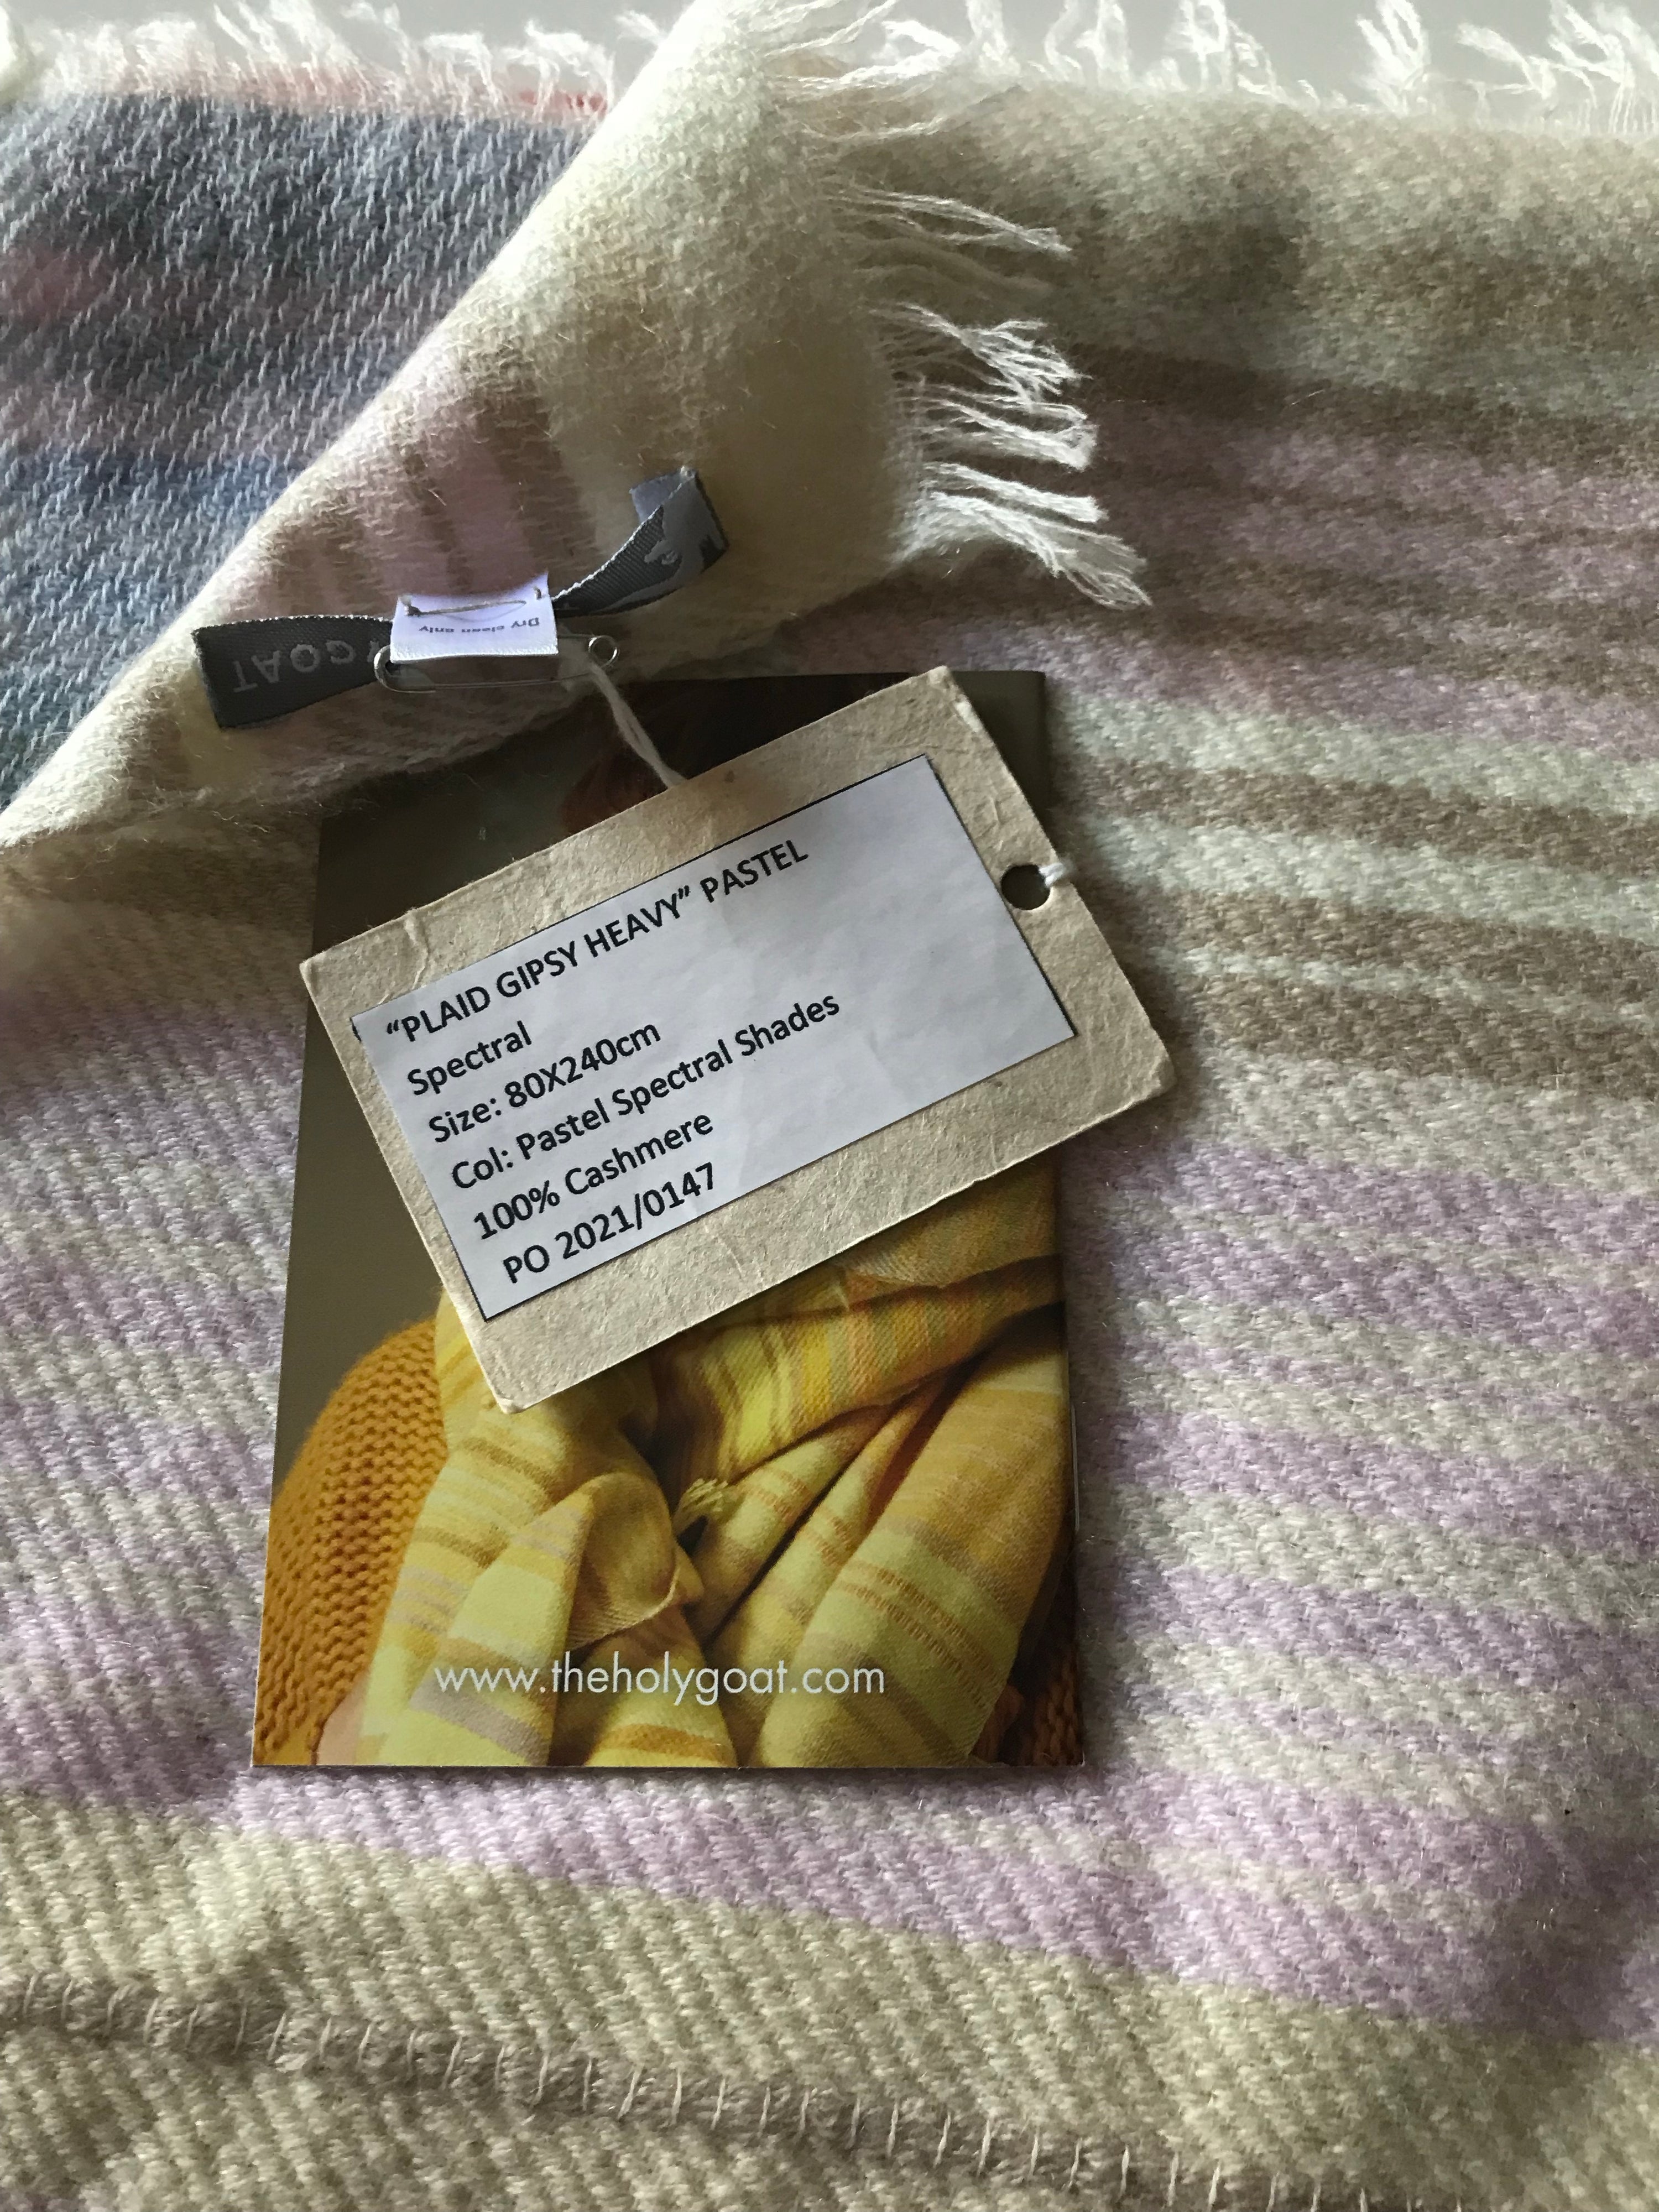 GOAT
Dry clean only
“PLAID GIPSY HEAVY” PASTEL
Spectral
Size: 80X240cm
Col: Pastel Spectral Shades
100% Cashmere
PO 2021/0147
www.theholygoat.com